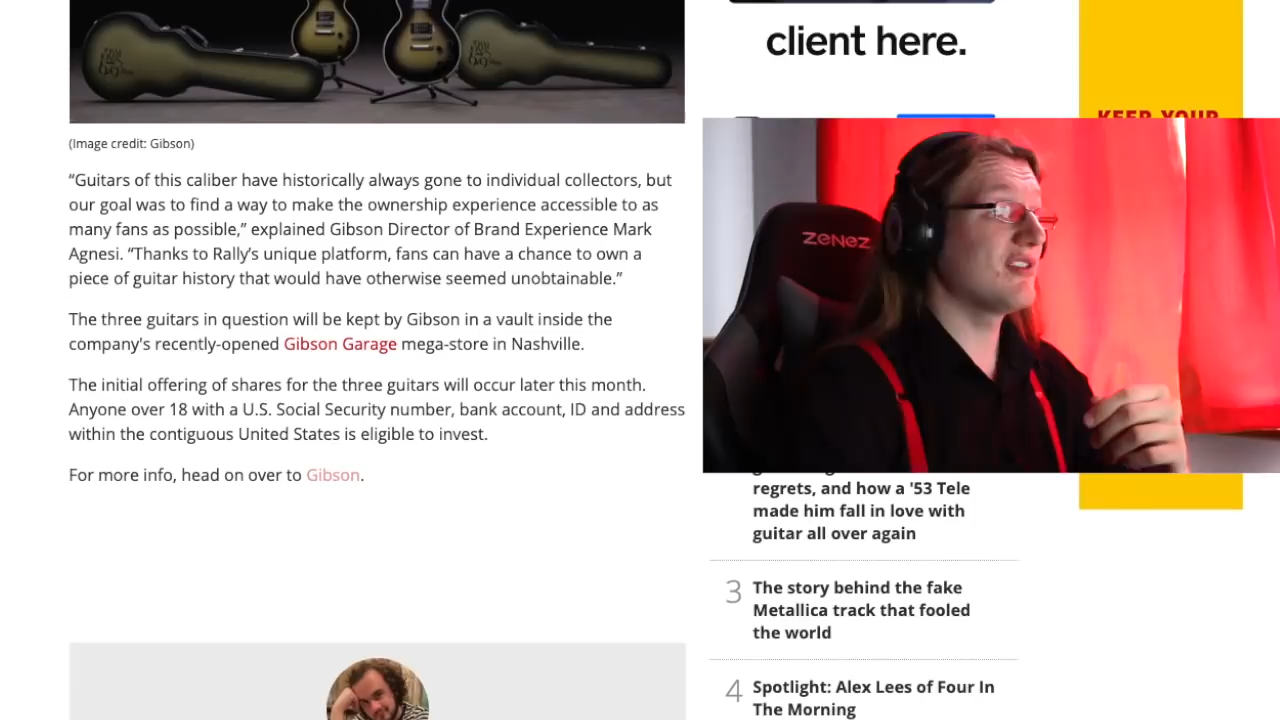 client here.
KEEP YOUR
(Image credit: Gibson)
“Guitars of this caliber have historically always gone to individual collectors, but
our goal was to find a way to make the ownership experience accessible to as
many fans as possible,” explained Gibson Director of Brand Experience Mark
Agnesi. “Thanks to Rally’s unique platform, fans can have a chance to own a
piece of guitar history that would have otherwise seemed unobtainable.”
The three guitars in question will be kept by Gibson in a vault inside the
company's recently-opened Gibson Garage mega-store in Nashville.
The initial offering of shares for the three guitars will occur later this month.
Anyone over 18 with a U.S. Social Security number, bank account, ID and address
within the contiguous United States is eligible to invest.
For more info, head on over to Gibson.
ZENEZ
regrets, and how a '53 Tele
made him fall in love with
guitar all over again
3 The story behind the fake
Metallica track that fooled
the world
4 Spotlight: Alex Lees of Four In
The Morning